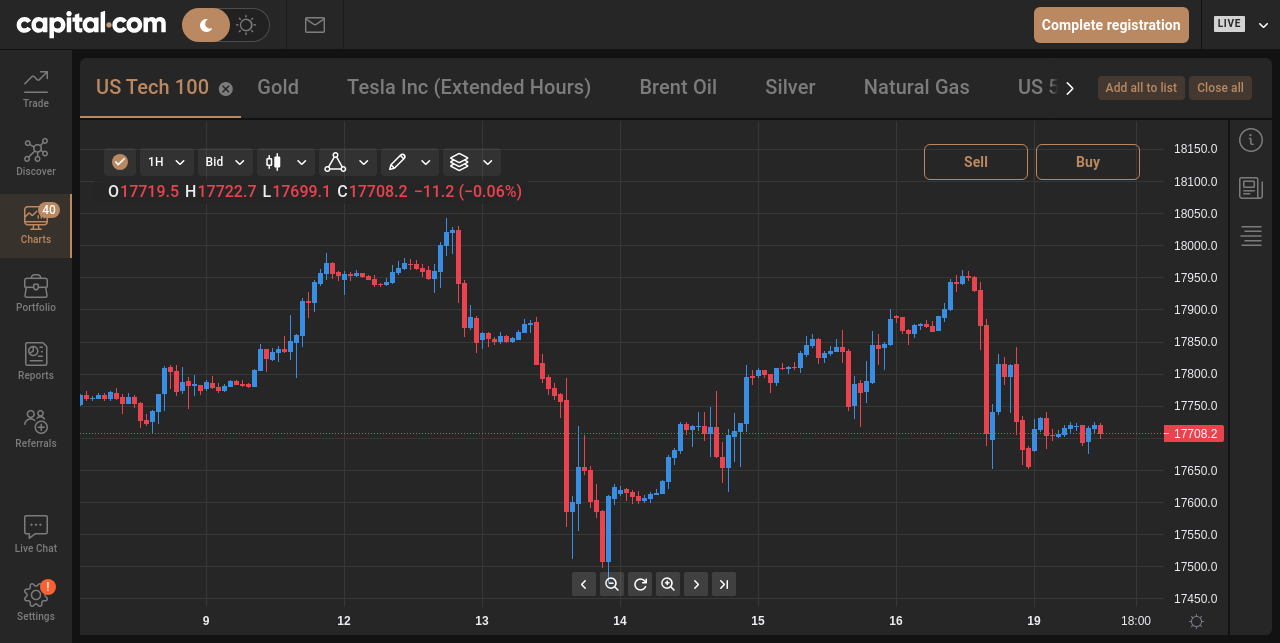 capital.com
Complete registration
LIVE
US Tech 100
Gold
Tesla Inc (Extended Hours)
Brent Oil
Silver
Natural Gas
US 5
Add all to list
Close all
Trade
Discover
40
Charts
Portfolio
Reports
Referrals
Live Chat
!
Settings
1H
Bid
Sell
Buy
O17719.5 H17722.7 L17699.1 C17708.2 −11.2 (−0.06%)
18150.0
18100.0
18050.0
18000.0
17950.0
17900.0
17850.0
17800.0
17750.0
17708.2
17650.0
17600.0
17550.0
17500.0
17450.0
9 12 13 14 15 16 19 18:00